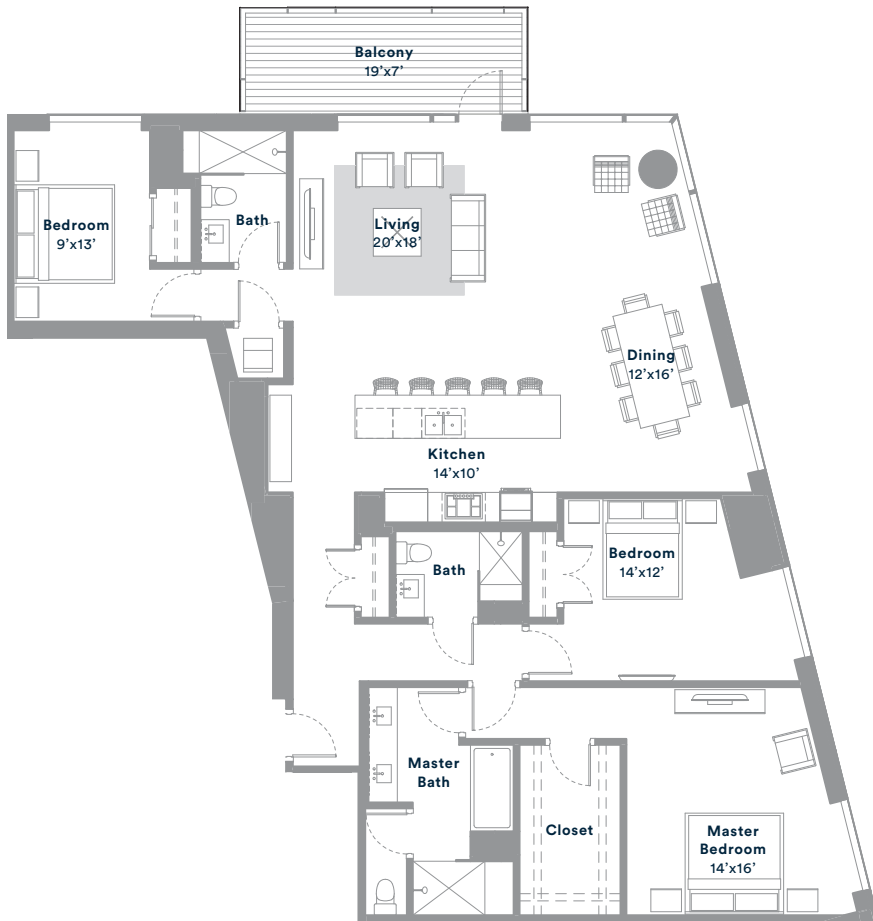 Balcony
19’x7’
Bedroom
9’x13’
Bath
Living
20’x18’
Dining
12’x16’
Kitchen
14’x10’
Bath
Bedroom
14’x12’
Master
Bath
Closet
Master
Bedroom
14’x16’